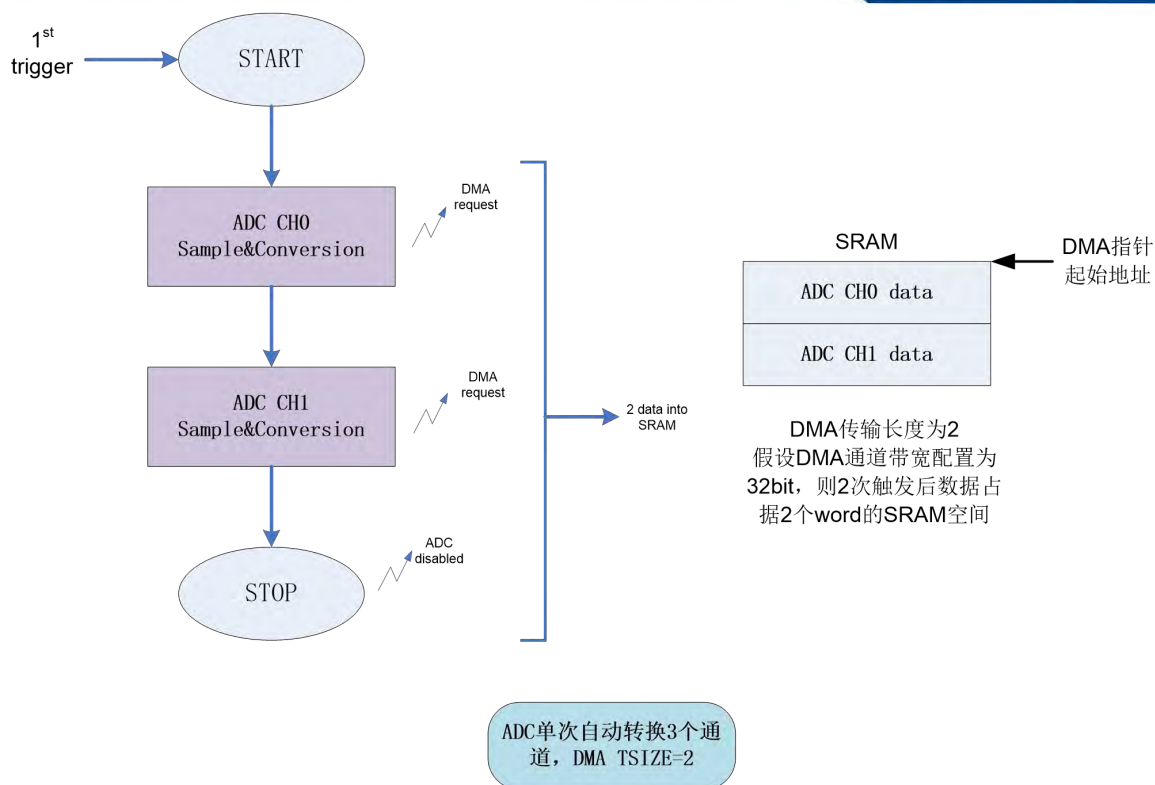 1st
trigger
START
ADC CH0
Sample&Conversion
DMA
request
ADC CH1
Sample&Conversion
DMA
request
STOP
ADC
disabled
2 data into
SRAM
SRAM
ADC CH0 data
ADC CH1 data
DMA指针
起始地址
DMA传输长度为2
假设DMA通道带宽配置为
32bit，则2次触发后数据占
据2个word的SRAM空间
ADC单次自动转换3个通
道，DMA TSIZE=2